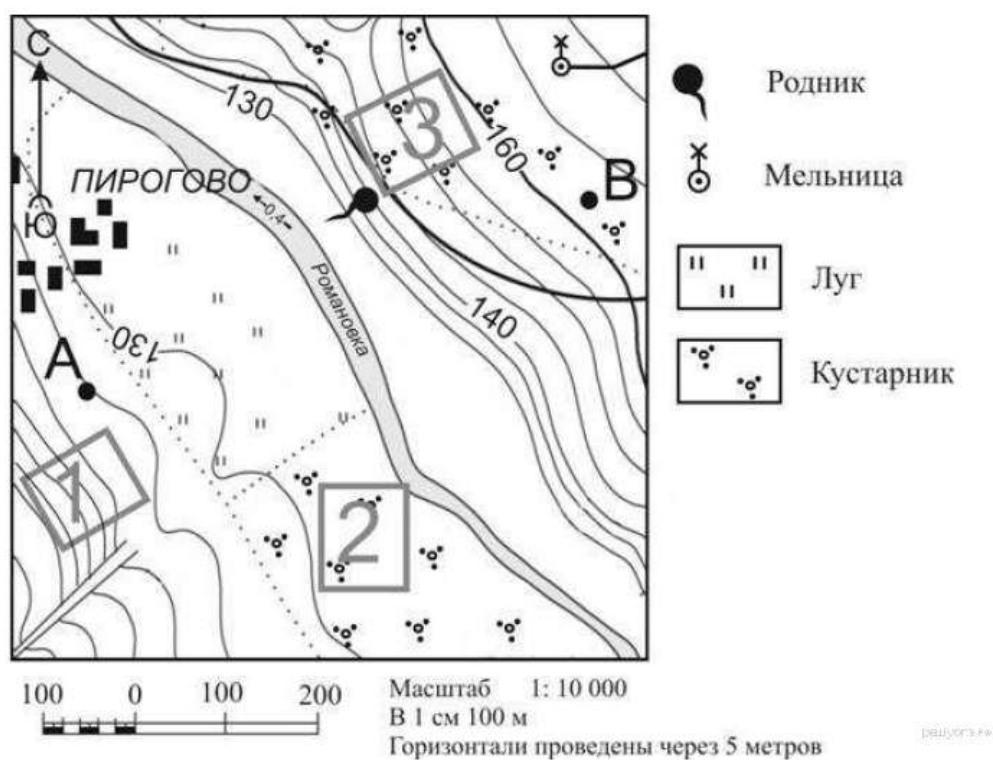 С
Ю
130
ПИРОГОВО
0,4
Романовка
3
160
В
140
130
А
1
2
Родник
Мельница
Луг
Кустарник
100 0 100 200
Масштаб 1: 10 000
В 1 см 100 м
Горизонтали проведены через 5 метров